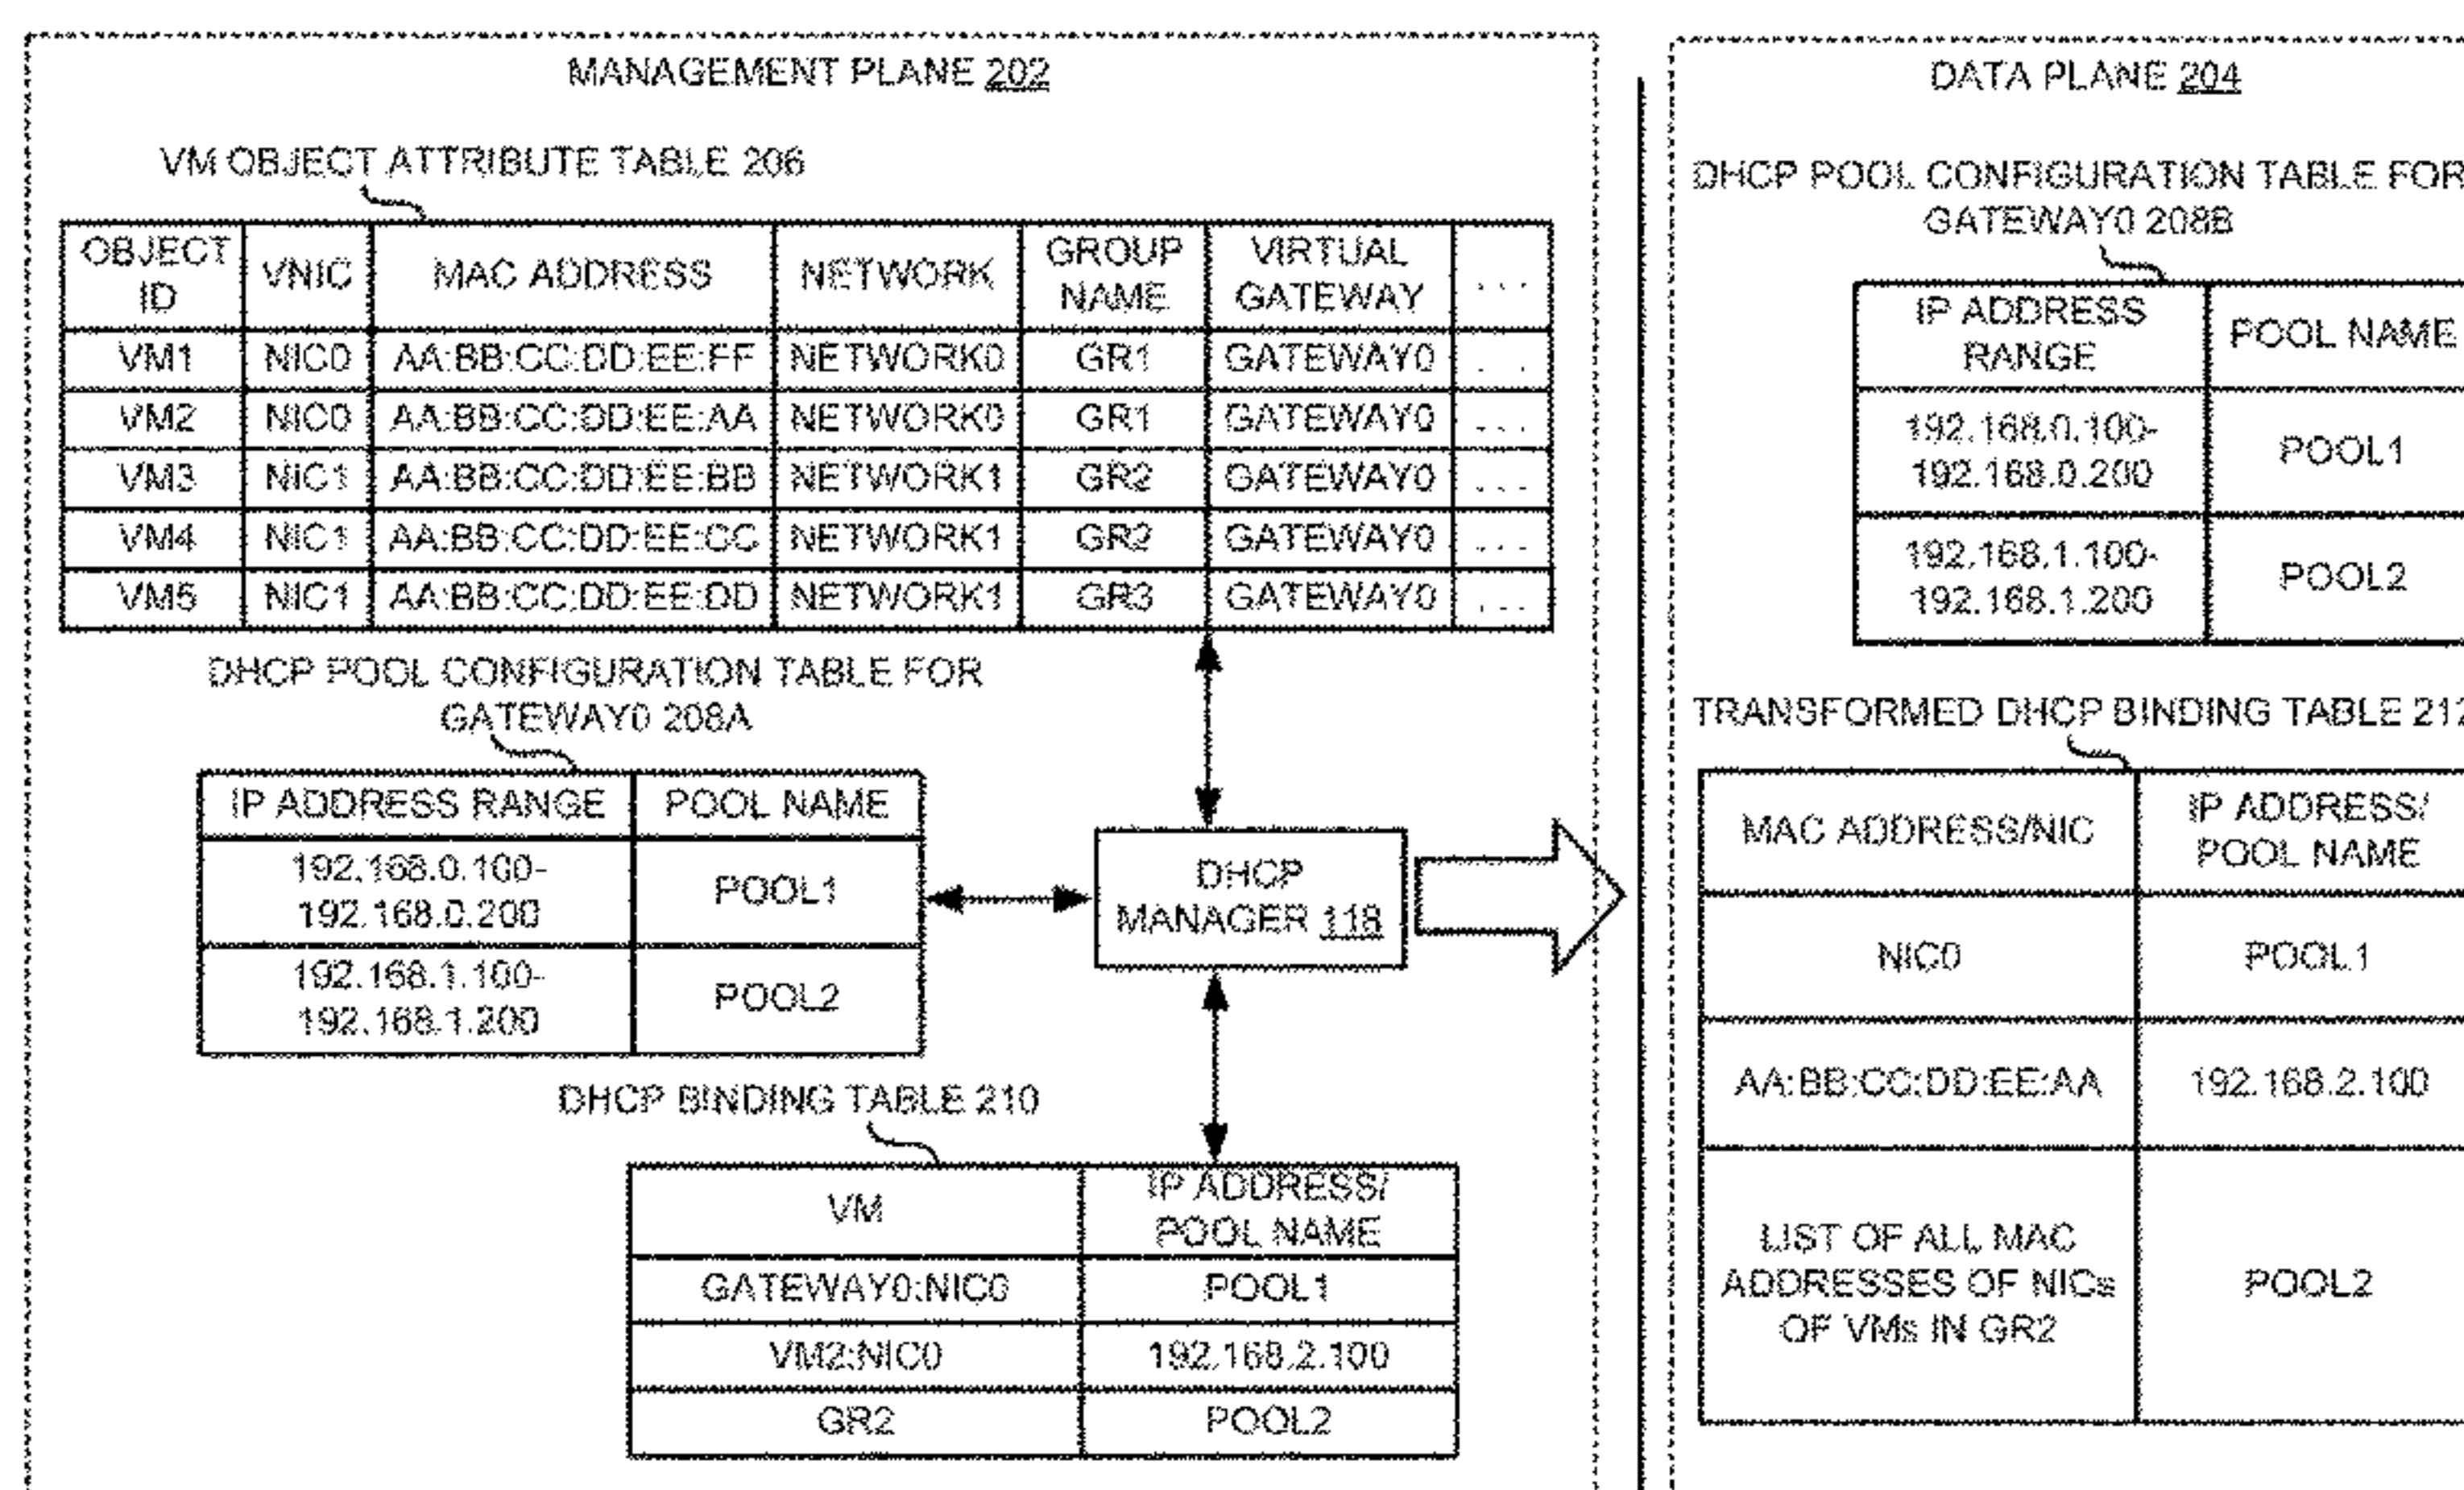 MANAGEMENT PLANE 202
VM OBJECT ATTRIBUTE TABLE 206
OBJECT ID VNIC MAC ADDRESS NETWORK GROUP NAME VIRTUAL GATEWAY ...
VM1 NIC0 AA:BB:CC:DD:EE:FF NETWORK0 GR1 GATEWAY0 ...
VM2 NIC0 AA:BB:CC:DD:EE:AA NETWORK0 GR1 GATEWAY0 ...
VM3 NIC1 AA:BB:CC:DD:EE:BB NETWORK1 GR2 GATEWAY0 ...
VM4 NIC1 AA:BB:CC:DD:EE:CC NETWORK1 GR2 GATEWAY0 ...
VM5 NIC1 AA:BB:CC:DD:EE:DD NETWORK1 GR3 GATEWAY0 ...
DHCP POOL CONFIGURATION TABLE FOR
GATEWAY0 208A
IP ADDRESS RANGE POOL NAME
192.168.0.100-
192.168.0.200
POOL1
192.168.1.100-
192.168.1.200
POOL2
DHCP
MANAGER 118
DHCP BINDING TABLE 210
VM
IP ADDRESS/
POOL NAME
GATEWAY0:NIC0 POOL1
VM2:NIC0 192.168.2.100
GR2 POOL2
DATA PLANE 204
DHCP POOL CONFIGURATION TABLE FOR
GATEWAY0 208B
IP ADDRESS
RANGE
POOL NAME
192.168.0.100-
192.168.0.200
POOL1
192.168.1.100-
192.168.1.200
POOL2
TRANSFORMED DHCP BINDING TABLE 212
MAC ADDRESS/NIC
IP ADDRESS/
POOL NAME
NIC0 POOL1
AA:BB:CC:DD:EE:AA 192.168.2.100
LIST OF ALL MAC
ADDRESSES OF NICs
OF VMs IN GR2
POOL2